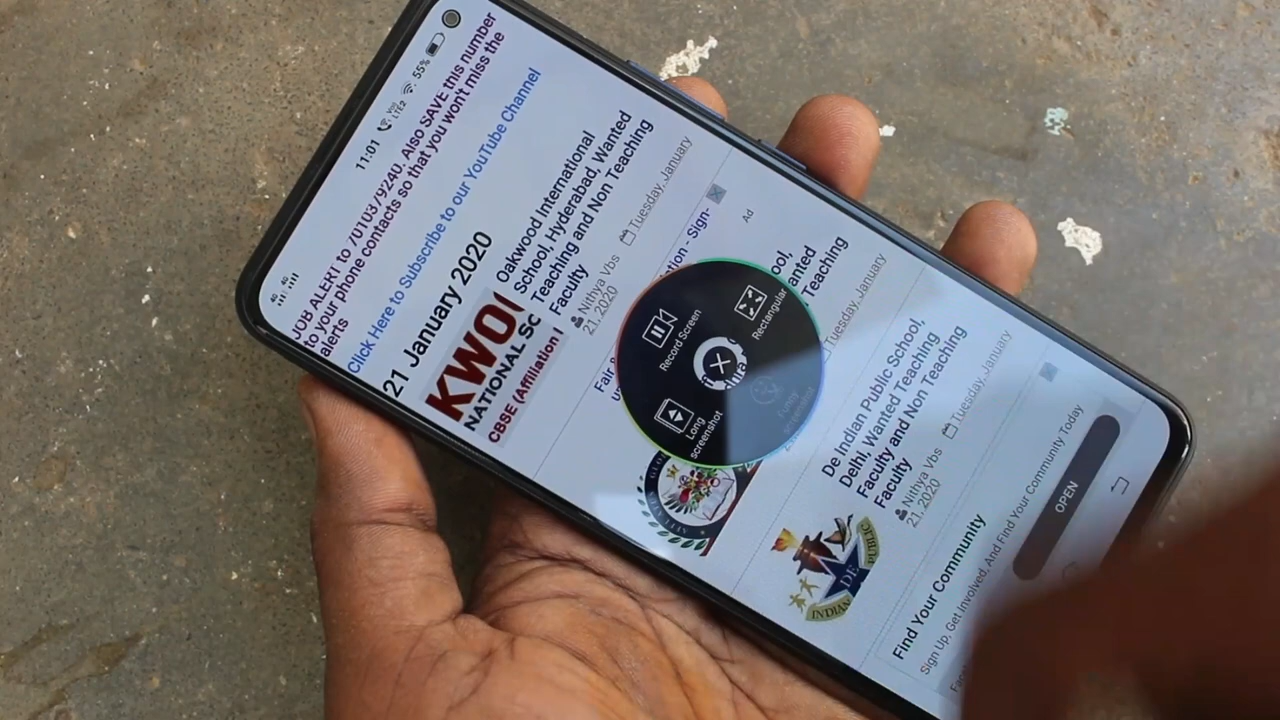 11:01 VoLTE2 55%
JOB ALERT to 7010379240. Also SAVE this number
to your phone contacts so that you won't miss the
alerts
Click Here to Subscribe to our YouTube Channel
21 January 2020
KWO
NATIONAL SC
CBSE (Affiliation
Oakwood International
School, Hyderabad, Wanted
Teaching and Non Teaching
Faculty
Nithya Vbs
Tuesday, January
21, 2020
Ad
Record Screen
Rectangular
Long
screenshot
Funny
Teaching
Tuesday, January
De Indian Public School,
Delhi, Wanted Teaching
Faculty and Non Teaching
Faculty
Nithya Vbs
Tuesday, January
21, 2020
DE
INDIAN
PUBLIC
Find Your Community
Sign Up, Get Involved, And Find Your Community Today
OPEN